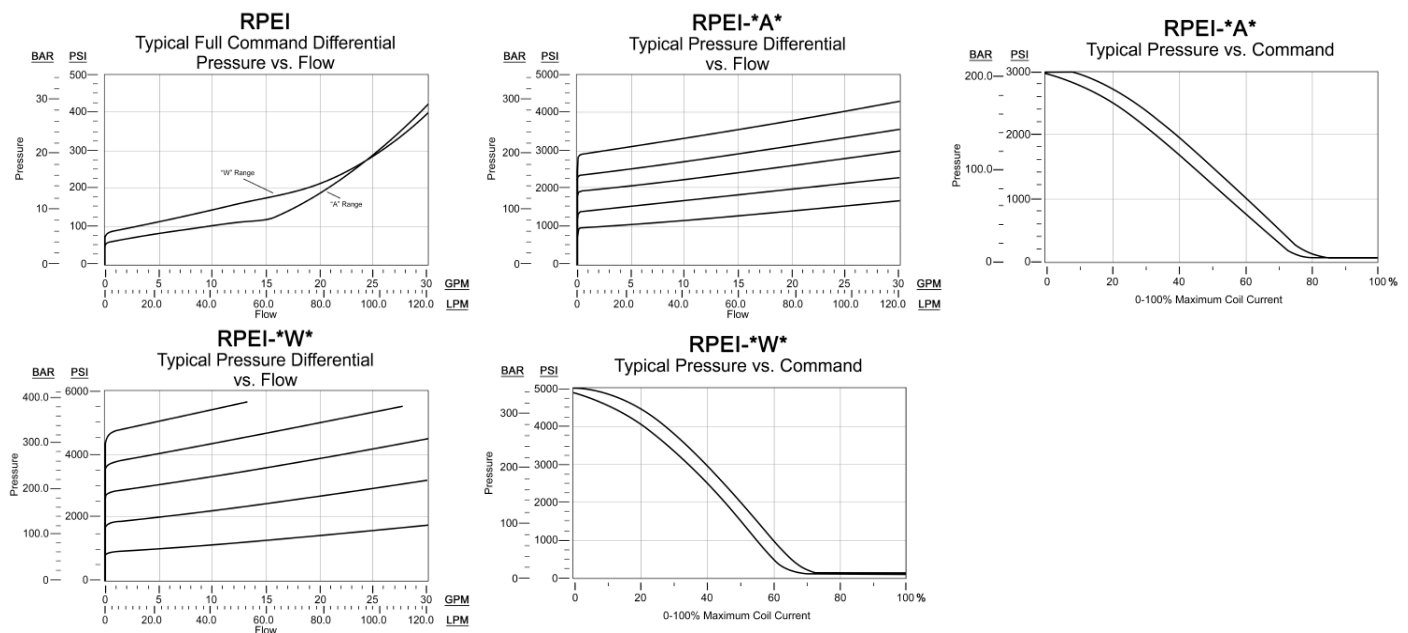 RPEI
Typical Full Command Differential
Pressure vs. Flow
BAR PSI
500
400
300
200
100
0
30
20
10
0
Pressure
"W" Range
"A" Range
0 5 10 15 20 25 30 GPM
0 20.0 40.0 60.0 80.0 100.0 120.0 LPM
Flow
RPEI-*A*
Typical Pressure Differential
vs. Flow
BAR PSI
5000
4000
3000
2000
1000
0
300
200
100
0
Pressure
0 5 10 15 20 25 30 GPM
0 20.0 40.0 60.0 80.0 100.0 120.0 LPM
Flow
RPEI-*A*
Typical Pressure vs. Command
BAR PSI
3000
2000
1000
0
200.0
100.0
0
Pressure
0 20 40 60 80 100 %
0-100% Maximum Coil Current
RPEI-*W*
Typical Pressure Differential
vs. Flow
BAR PSI
6000
4000
2000
0
400.0
300.0
200.0
100.0
0
Pressure
0 5 10 15 20 25 30 GPM
0 20.0 40.0 60.0 80.0 100.0 120.0 LPM
Flow
RPEI-*W*
Typical Pressure vs. Command
BAR PSI
5000
4000
3000
2000
1000
0
300
200
100
0
Pressure
0 20 40 60 80 100 %
0-100% Maximum Coil Current